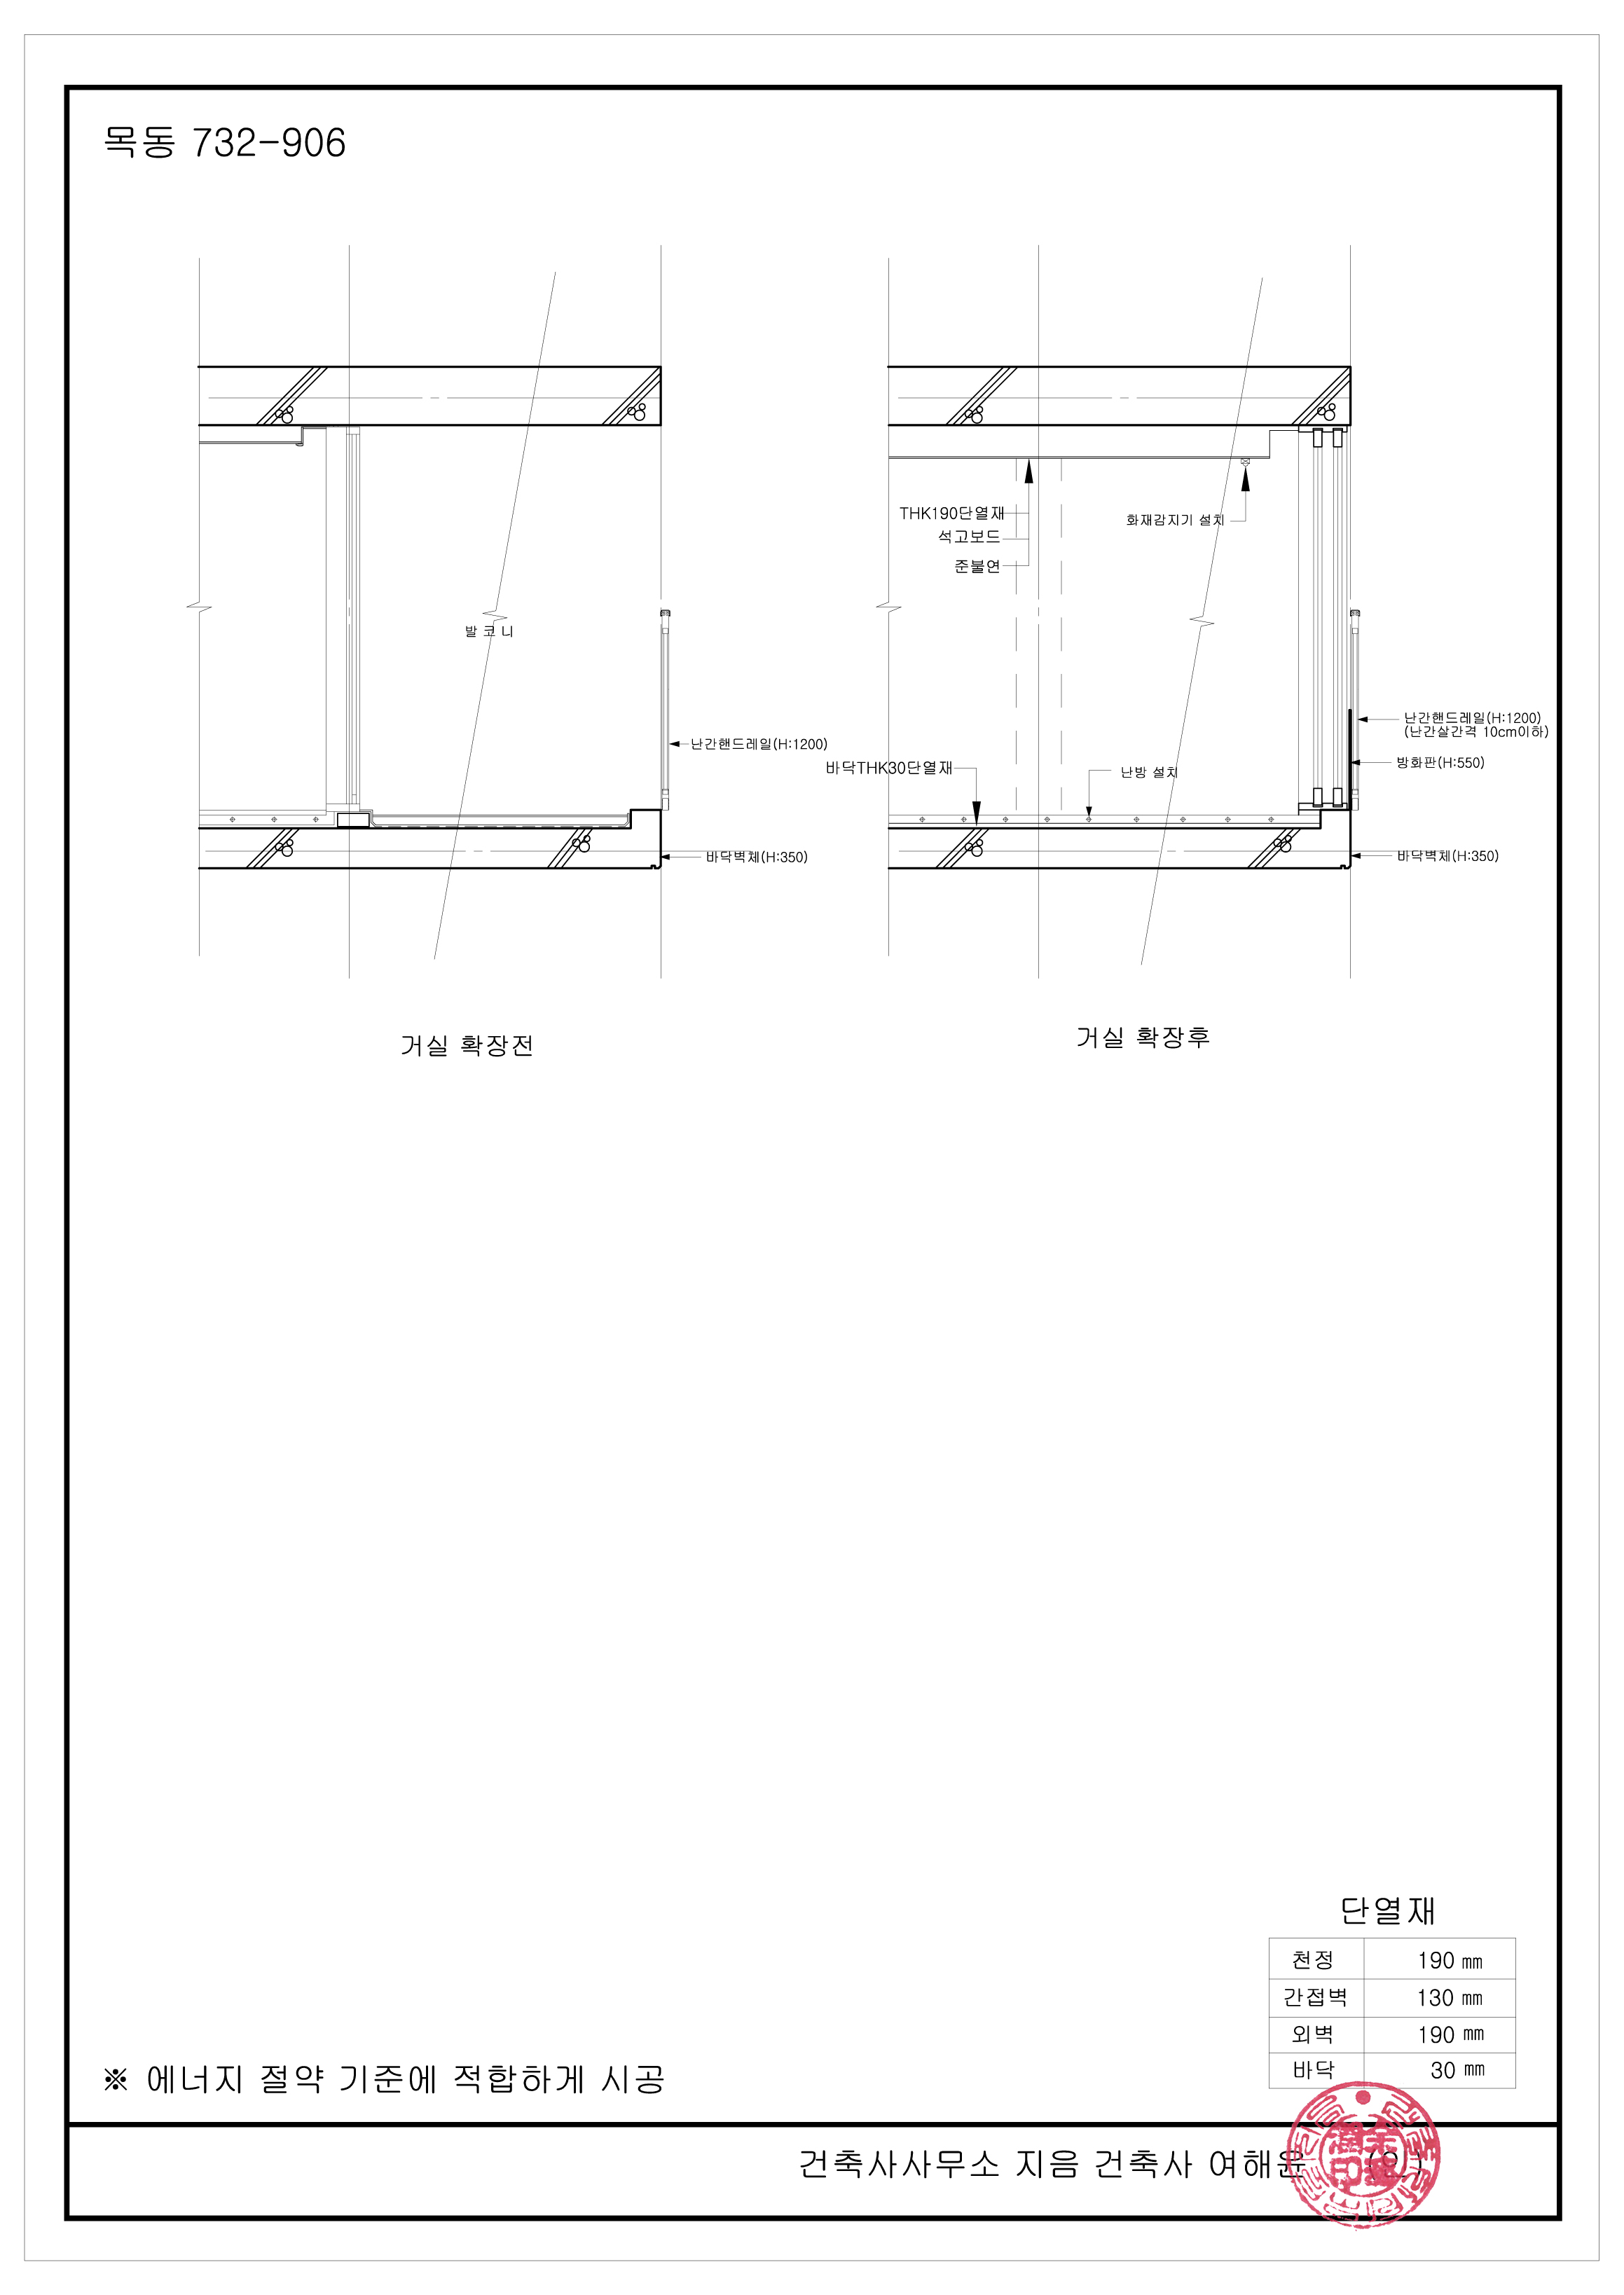 목동 732-906
발 코 니
난간핸드레일(H:1200)
바닥벽체(H:350)
거실 확장전
THK190단열재
석고보드
준불연
화재감지기 설치
바닥THK30단열재
난방 설치
난간핸드레일(H:1200)
(난간살간격 10cm이하)
방화판(H:550)
바닥벽체(H:350)
거실 확장후
단열재
천정 190 ㎜
간접벽 130 ㎜
외벽 190 ㎜
바닥 30 ㎜
※ 에너지 절약 기준에 적합하게 시공
건축사사무소 지음 건축사 여해윤 (인)